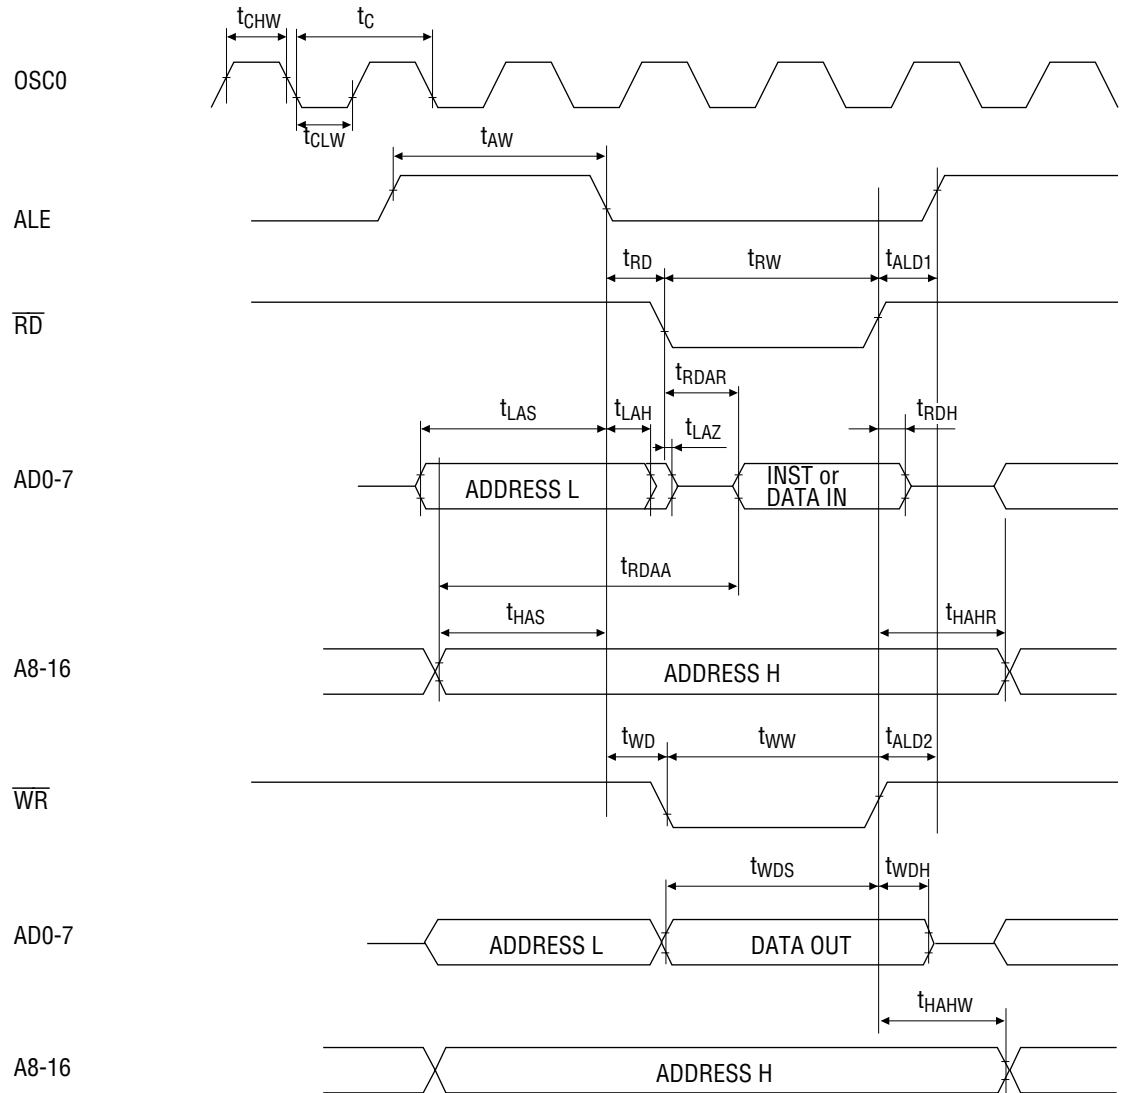 tCHW tC
OSC0
tCLW
tAW
ALE
tRD tRW tALD1
RD
tRDAR
tLAS tLAH tRDH
tLAZ
AD0-7
ADDRESS L
INST or
DATA IN
tRDAA
tHAS tHAHR
A8-16
ADDRESS H
tWD tWW tALD2
WR
tWDS tWDH
AD0-7
ADDRESS L DATA OUT
tHAHW
A8-16
ADDRESS H